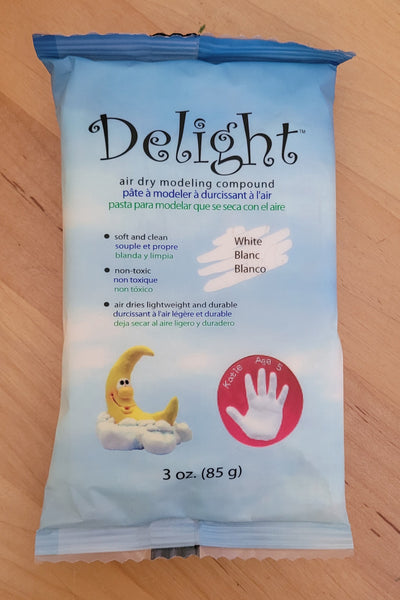 Delight™
air dry modeling compound
pâte à modeler à durcissant à l'air
pasta para modelar que se seca con el aire
• soft and clean
souple et propre
blanda y limpia
• non-toxic
non toxique
non tóxico
• air dries lightweight and durable
durcissant à l'air légère et durable
deja secar al aire ligero y duradero
White
Blanc
Blanco
Katie Age 5
3 oz. (85 g)